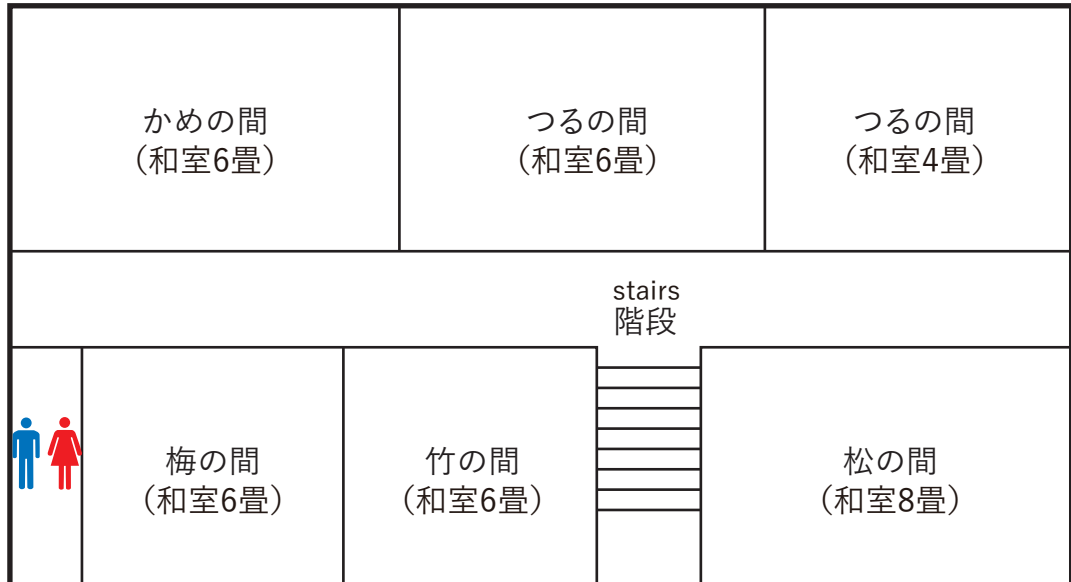 かめの間
（和室6畳）
つるの間
（和室6畳）
つるの間
（和室4畳）
stairs
階段
梅の間
（和室6畳）
竹の間
（和室6畳）
松の間
（和室8畳）